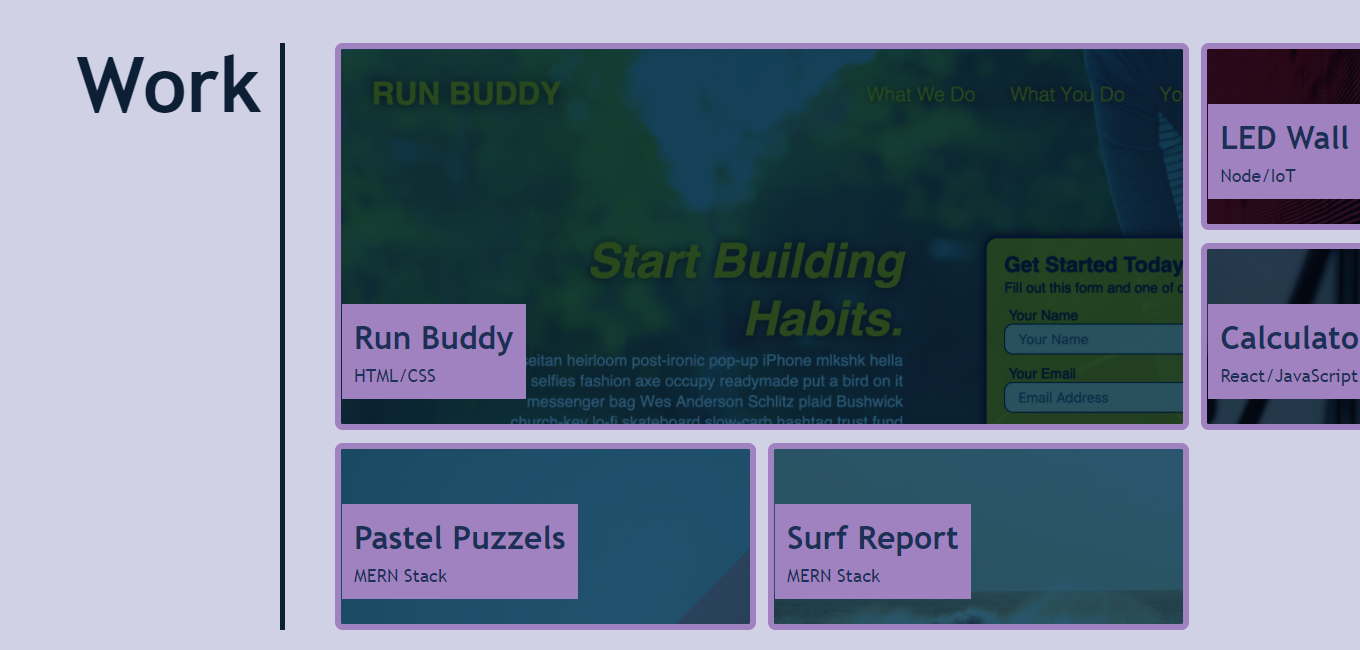 Work
RUN BUDDY
What We Do
What You Do
Yo
Start Building
Habits.
seitan heirloom post-ironic pop-up iPhone mlkshk hella
selfies fashion axe occupy readymade put a bird on it
messenger bag Wes Anderson Schlitz plaid Bushwick
church-key lo-fi skateboard slow-carb hashtag trust fund
Get Started Today
Fill out this form and one of
Your Name
Your Name
Your Email
Email Address
Run Buddy
HTML/CSS
LED Wall
Node/IoT
Calculato
React/JavaScript
Pastel Puzzels
MERN Stack
Surf Report
MERN Stack